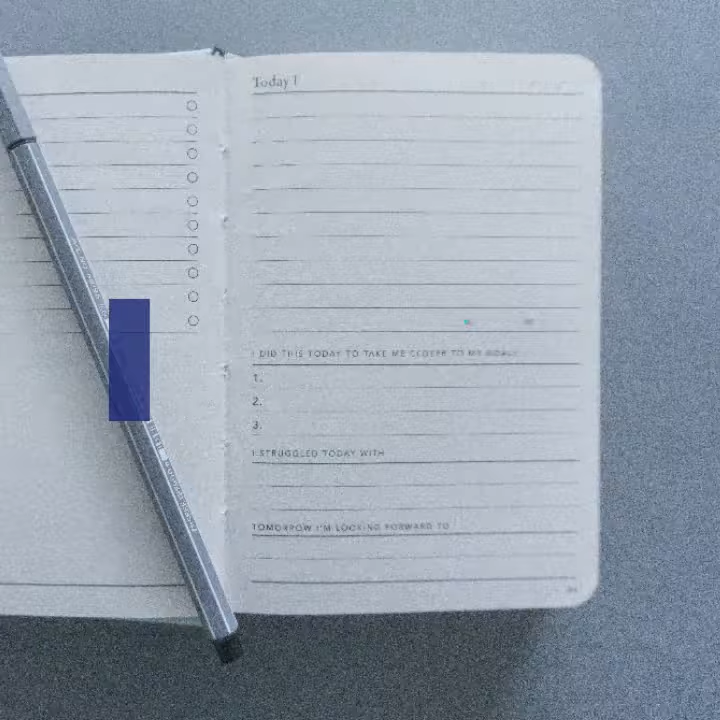 Today I
I DID THIS TODAY TO TAKE ME CLOSER TO MY GOALS
1.
2.
3.
I STRUGGLED TODAY WITH
TOMORROW I'M LOOKING FORWARD TO